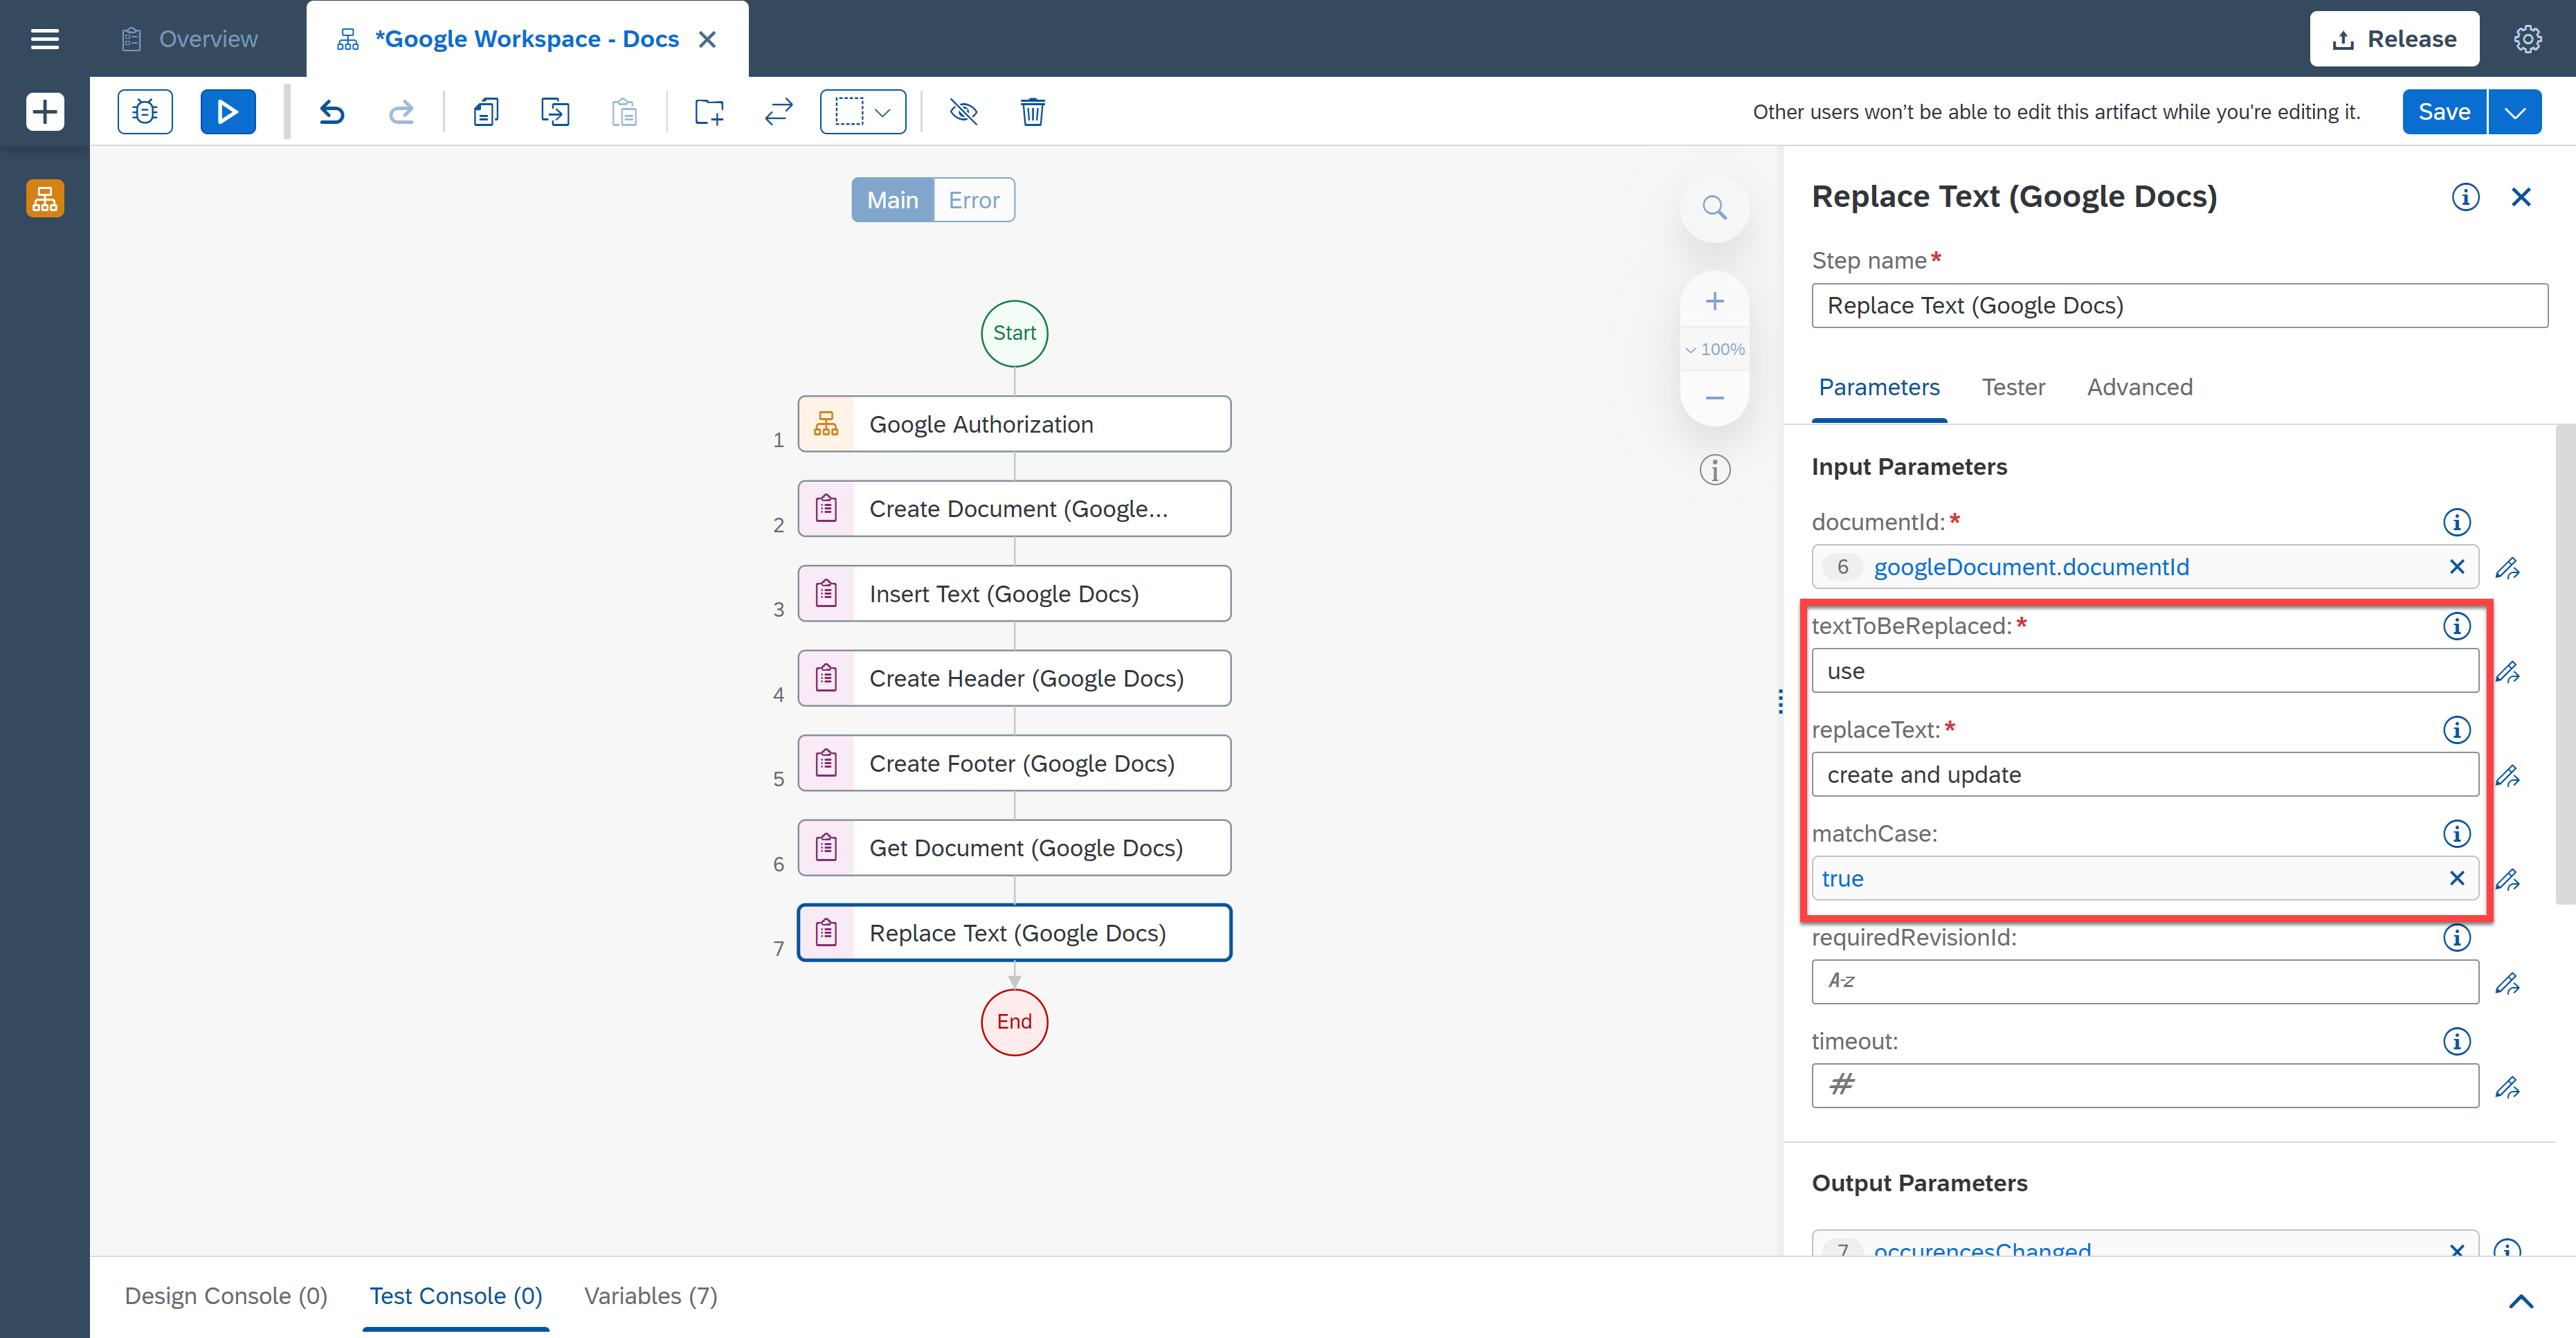 Overview
*Google Workspace - Docs
Release
Other users won’t be able to edit this artifact while you're editing it.
Save
Main
Error
100%
Start
1
Google Authorization
2
Create Document (Google...
3
Insert Text (Google Docs)
4
Create Header (Google Docs)
5
Create Footer (Google Docs)
6
Get Document (Google Docs)
7
Replace Text (Google Docs)
End
Replace Text (Google Docs)
Step name*
Replace Text (Google Docs)
Parameters
Tester
Advanced
Input Parameters
documentId:*
6 googleDocument.documentId
textToBeReplaced:*
use
replaceText:*
create and update
matchCase:
true
requiredRevisionId:
A-z
timeout:
#
Output Parameters
7 occurencesChanged
Design Console (0)
Test Console (0)
Variables (7)